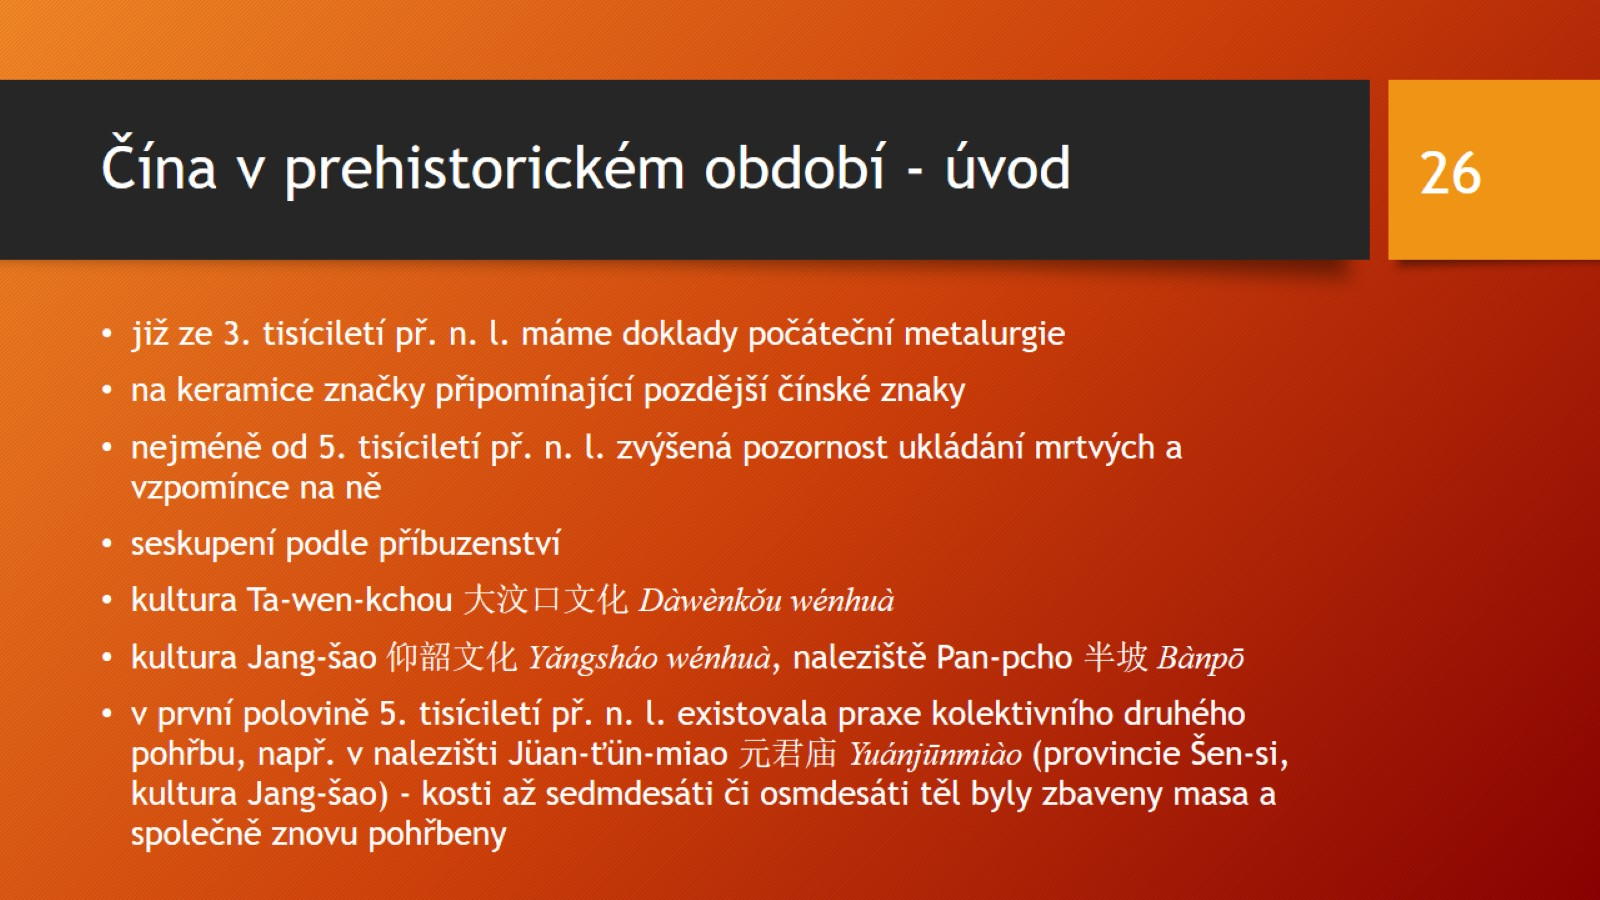 Čína v prehistorickém období - úvod
26
• již ze 3. tisíciletí př. n. l. máme doklady počáteční metalurgie
• na keramice značky připomínající pozdější čínské znaky
• nejméně od 5. tisíciletí př. n. l. zvýšená pozornost ukládání mrtvých a
vzpomínce na ně
• seskupení podle příbuzenství
• kultura Ta-wen-kchou 大汶口文化 Dàwènkǒu wénhuà
• kultura Jang-šao 仰韶文化 Yǎngsháo wénhuà, naleziště Pan-pcho 半坡 Bànpō
• v první polovině 5. tisíciletí př. n. l. existovala praxe kolektivního druhého
pohřbu, např. v nalezišti Jüan-ťün-miao 元君庙 Yuánjūnmiào (provincie Šen-si,
kultura Jang-šao) - kosti až sedmdesáti či osmdesáti těl byly zbaveny masa a
společně znovu pohřbeny